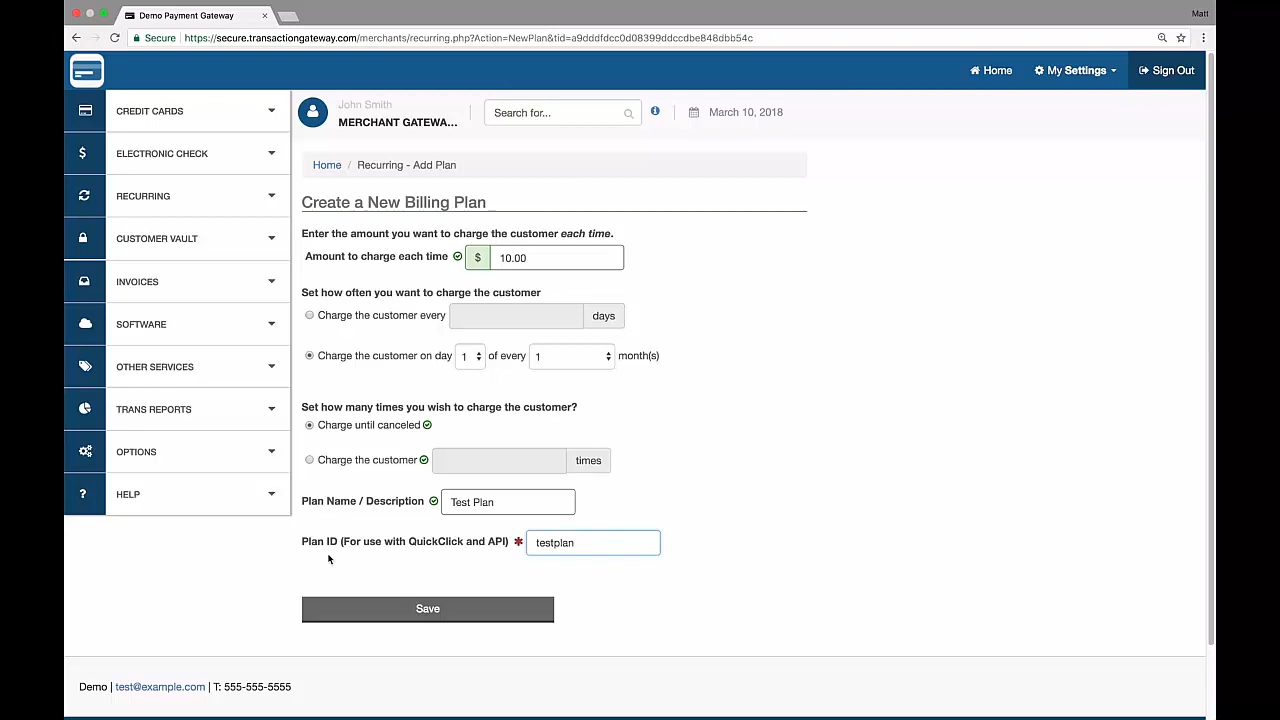 Demo Payment Gateway
Matt
Secure https://secure.transactiongateway.com/merchants/recurring.php?Action=NewPlan&tid=a9dddfdcc0d08399ddccdbe848dbb54c
Home My Settings Sign Out
CREDIT CARDS
ELECTRONIC CHECK
RECURRING
CUSTOMER VAULT
INVOICES
SOFTWARE
OTHER SERVICES
TRANS REPORTS
OPTIONS
HELP
John Smith
MERCHANT GATEWA...
Search for...
March 10, 2018
Home / Recurring - Add Plan
Create a New Billing Plan
Enter the amount you want to charge the customer each time.
Amount to charge each time $ 10.00
Set how often you want to charge the customer
Charge the customer every days
Charge the customer on day 1 of every 1 month(s)
Set how many times you wish to charge the customer?
Charge until canceled
Charge the customer times
Plan Name / Description Test Plan
Plan ID (For use with QuickClick and API) * testplan
Save
Demo | test@example.com | T: 555-555-5555